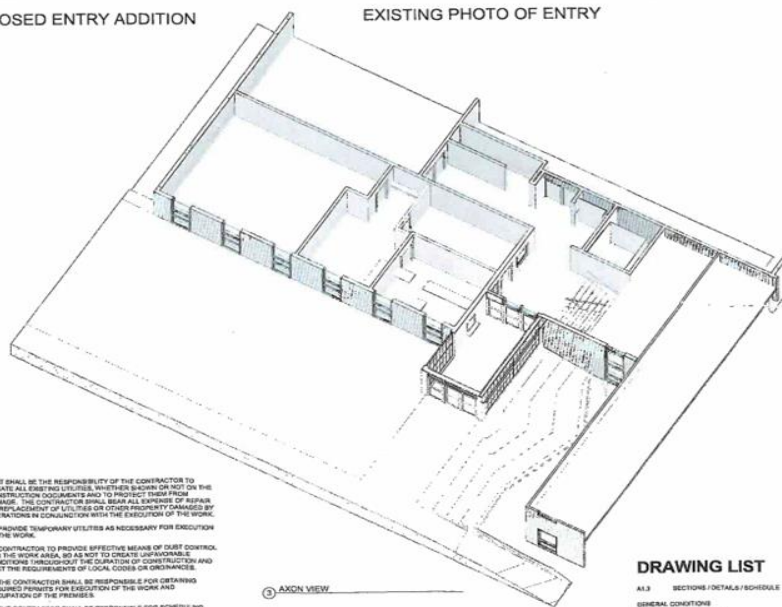 OSED ENTRY ADDITION
EXISTING PHOTO OF ENTRY
T SHALL BE THE RESPONSIBILITY OF THE CONTRACTOR TO
ATE ALL EXISTING UTILITIES, WHETHER SHOWN OR NOT ON THE
NSTRUCTION DOCUMENTS AND TO PROTECT THEM FROM
MAGE. THE CONTRACTOR SHALL BEAR ALL EXPENSE OF REPAIR
REPLACEMENT OF UTILITIES OR OTHER PROPERTY DAMAGED BY
ERATIONS IN CONJUNCTION WITH THE EXECUTION OF THE WORK.
PROVIDE TEMPORARY UTILITIES AS NECESSARY FOR EXECUTION
THE WORK.
CONTRACTOR TO PROVIDE EFFECTIVE MEANS OF DUST CONTROL
THE WORK AREA, SO AS NOT TO CREATE UNFAVORABLE
NDITIONS THROUGHOUT THE DURATION OF CONSTRUCTION AND
ET THE REQUIREMENTS OF LOCAL CODES OR ORDINANCES.
THE CONTRACTOR SHALL BE RESPONSIBLE FOR OBTAINING
QUIRED PERMITS FOR EXECUTION OF THE WORK AND
CUPATION OF THE PREMISES.
3 AXON VIEW
DRAWING LIST
A1.3 SECTIONS / DETAILS / SCHEDULE
GENERAL CONDITIONS